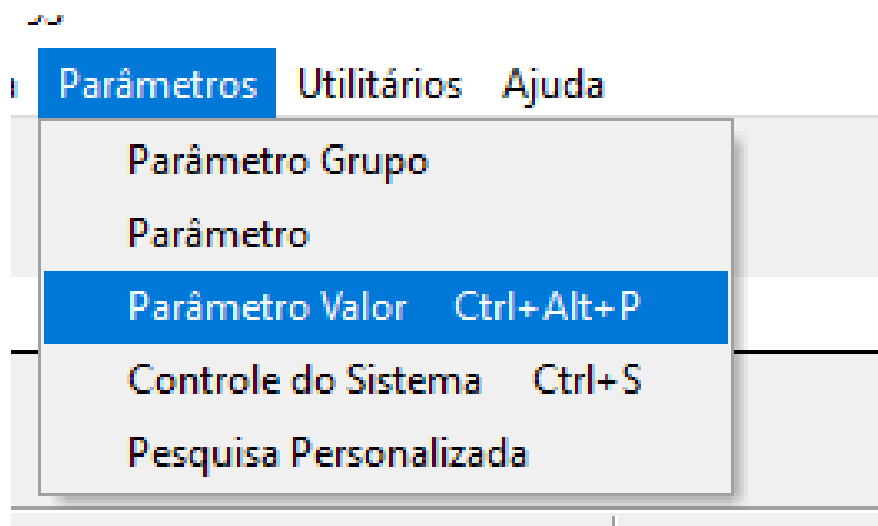 Parâmetros Utilitários Ajuda
Parâmetro Grupo
Parâmetro
Parâmetro Valor Ctrl+Alt+P
Controle do Sistema Ctrl+S
Pesquisa Personalizada